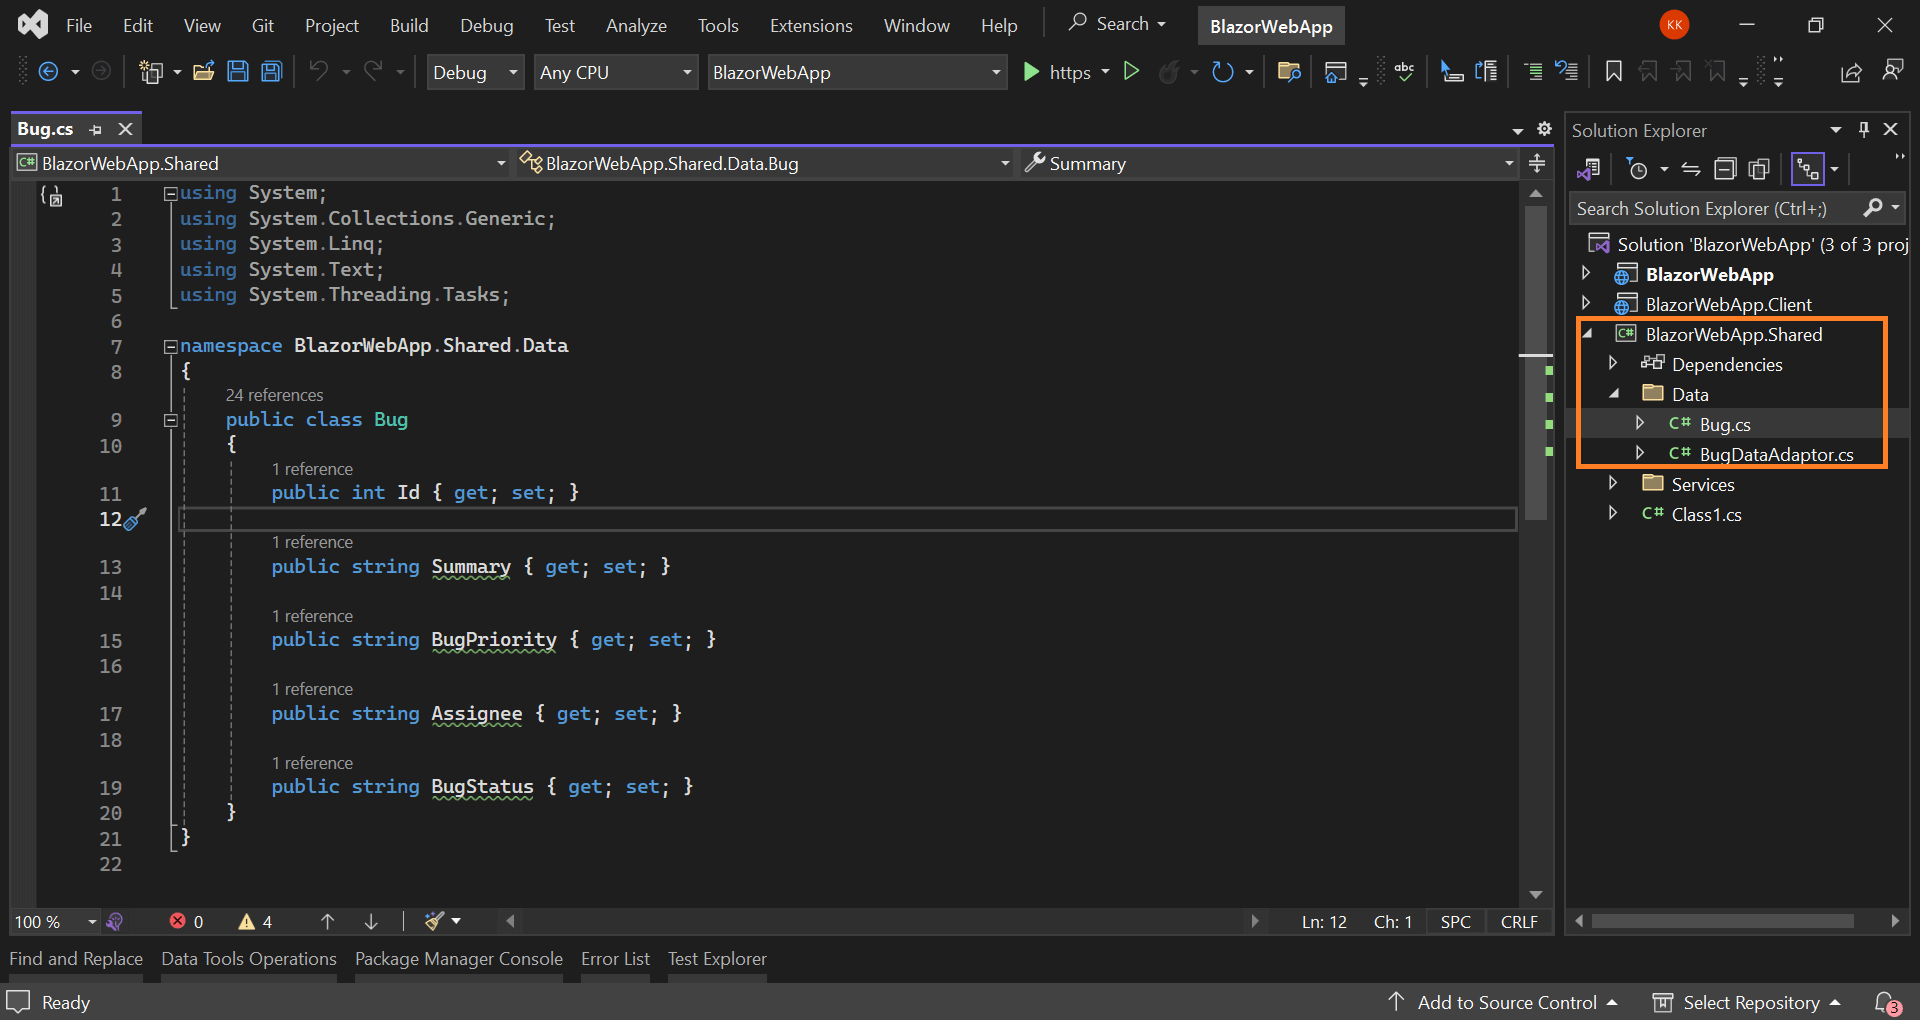 File Edit View Git Project Build Debug Test Analyze Tools Extensions Window Help Search BlazorWebApp KK
Debug Any CPU BlazorWebApp https abc
Bug.cs
BlazorWebApp.Shared BlazorWebApp.Shared.Data.Bug Summary
1 using System;
2 using System.Collections.Generic;
3 using System.Linq;
4 using System.Text;
5 using System.Threading.Tasks;
6
7 namespace BlazorWebApp.Shared.Data
8 {
24 references
9 public class Bug
10 {
1 reference
11 public int Id { get; set; }
12
1 reference
13 public string Summary { get; set; }
14
1 reference
15 public string BugPriority { get; set; }
16
1 reference
17 public string Assignee { get; set; }
18
1 reference
19 public string BugStatus { get; set; }
20 }
21 }
22
100 % 0 4 Ln: 12 Ch: 1 SPC CRLF
Solution Explorer
Search Solution Explorer (Ctrl+;)
Solution 'BlazorWebApp' (3 of 3 proj
BlazorWebApp
BlazorWebApp.Client
C# BlazorWebApp.Shared
Dependencies
Data
C# Bug.cs
C# BugDataAdaptor.cs
Services
C# Class1.cs
Find and Replace Data Tools Operations Package Manager Console Error List Test Explorer
Ready Add to Source Control Select Repository 3